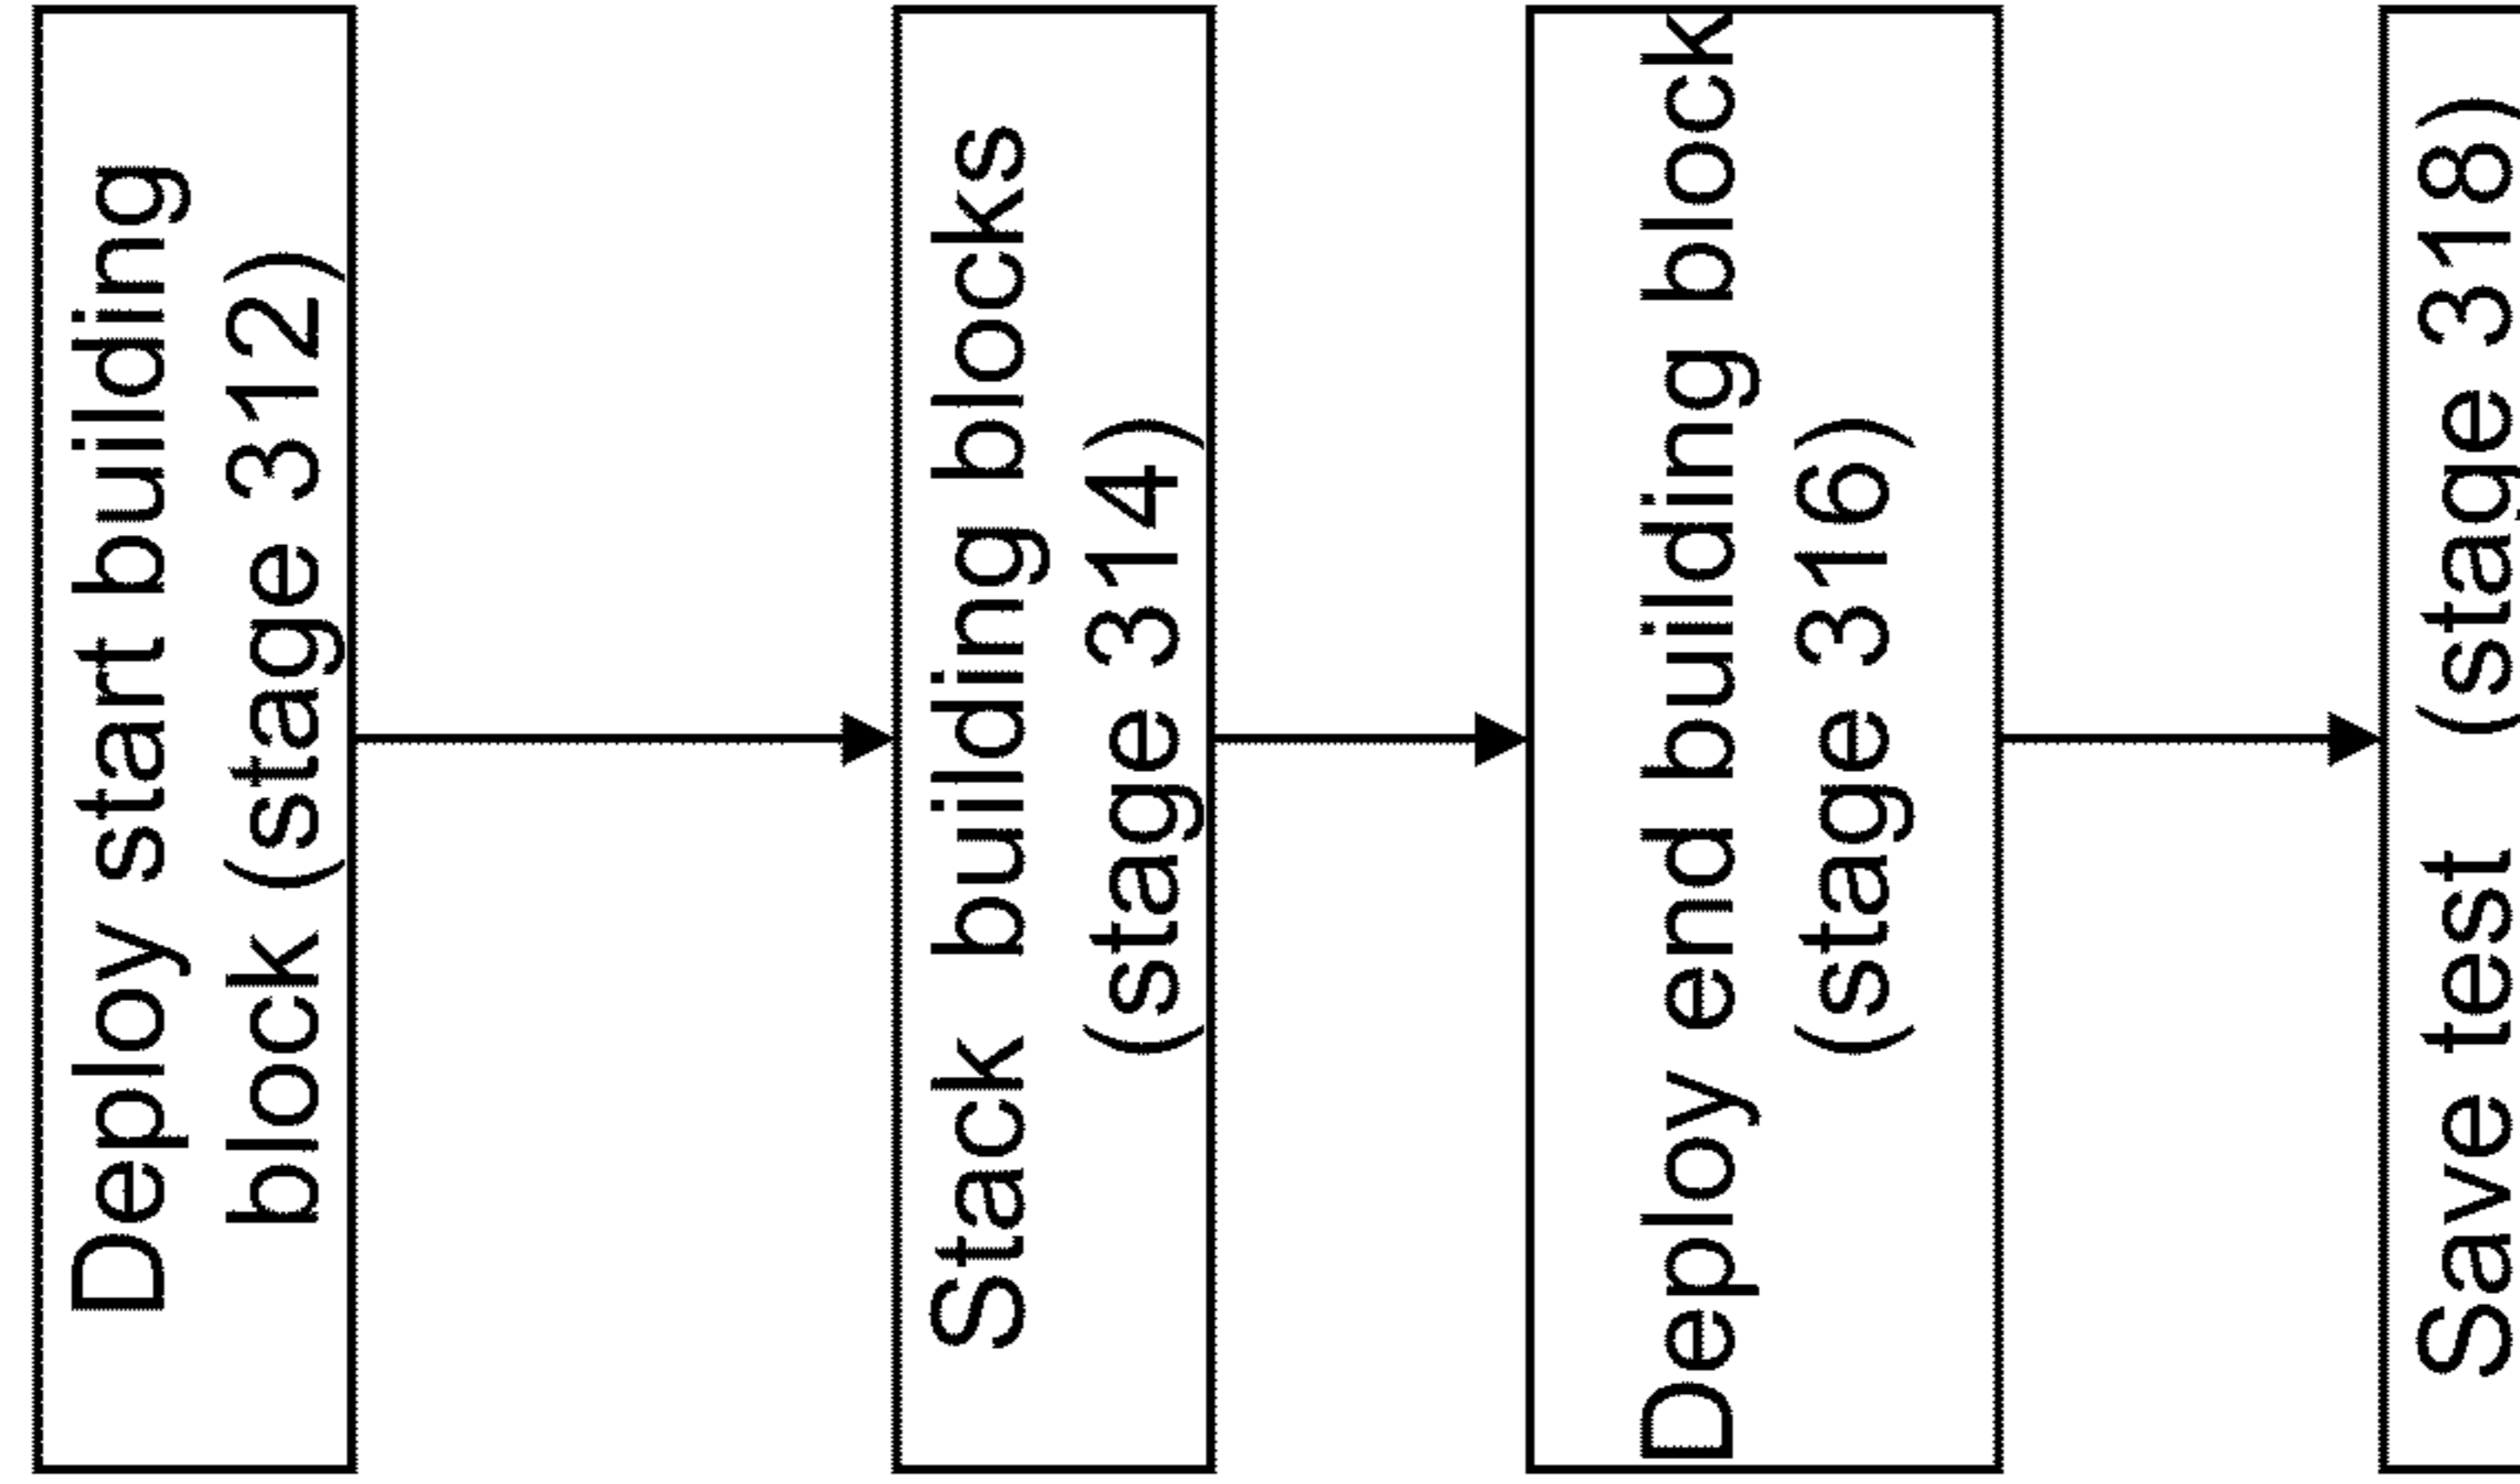 Deploy start building
block (stage 312)
Stack building blocks
(stage 314)
Deploy end building block
(stage 316)
Save test (stage 318)